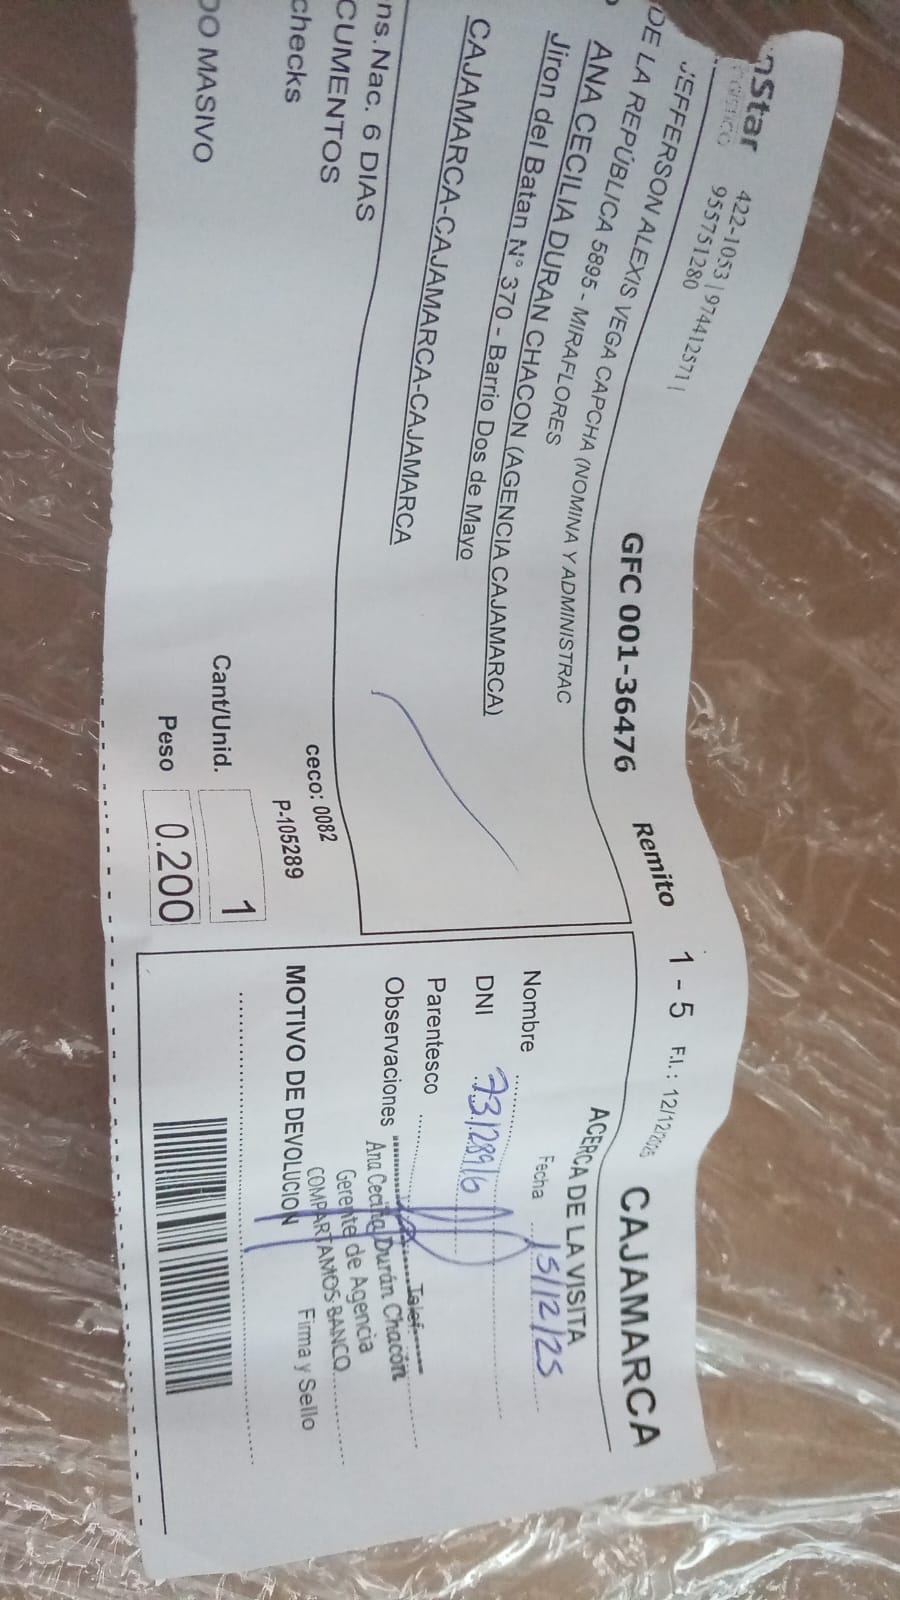 nStar
422-1053 | 974412571 |
955751280
GFC 001-36476
Remito
1 - 5
F.I.: 12/12/2025
CAJAMARCA
JEFFERSON ALEXIS VEGA CAPCHA (NOMINA Y ADMINISTRAC
DE LA REPÚBLICA 5895 - MIRAFLORES
ANA CECILIA DURAN CHACON (AGENCIA CAJAMARCA)
Jiron del Batan N° 370 - Barrio Dos de Mayo
CAJAMARCA-CAJAMARCA-CAJAMARCA
ns.Nac. 6 DIAS
CUMENTOS
checks
DO MASIVO
ceco: 0082
P-105289
Cant/Unid. 1
Peso 0.200
ACERCA DE LA VISITA
Fecha 15/12/25
Nombre
DNI 73128916
Parentesco
Telef.
Observaciones
Ana Cecilia Durán Chacón
Gerente de Agencia
COMPARTAMOS BANCO
MOTIVO DE DEVOLUCION
Firma y Sello